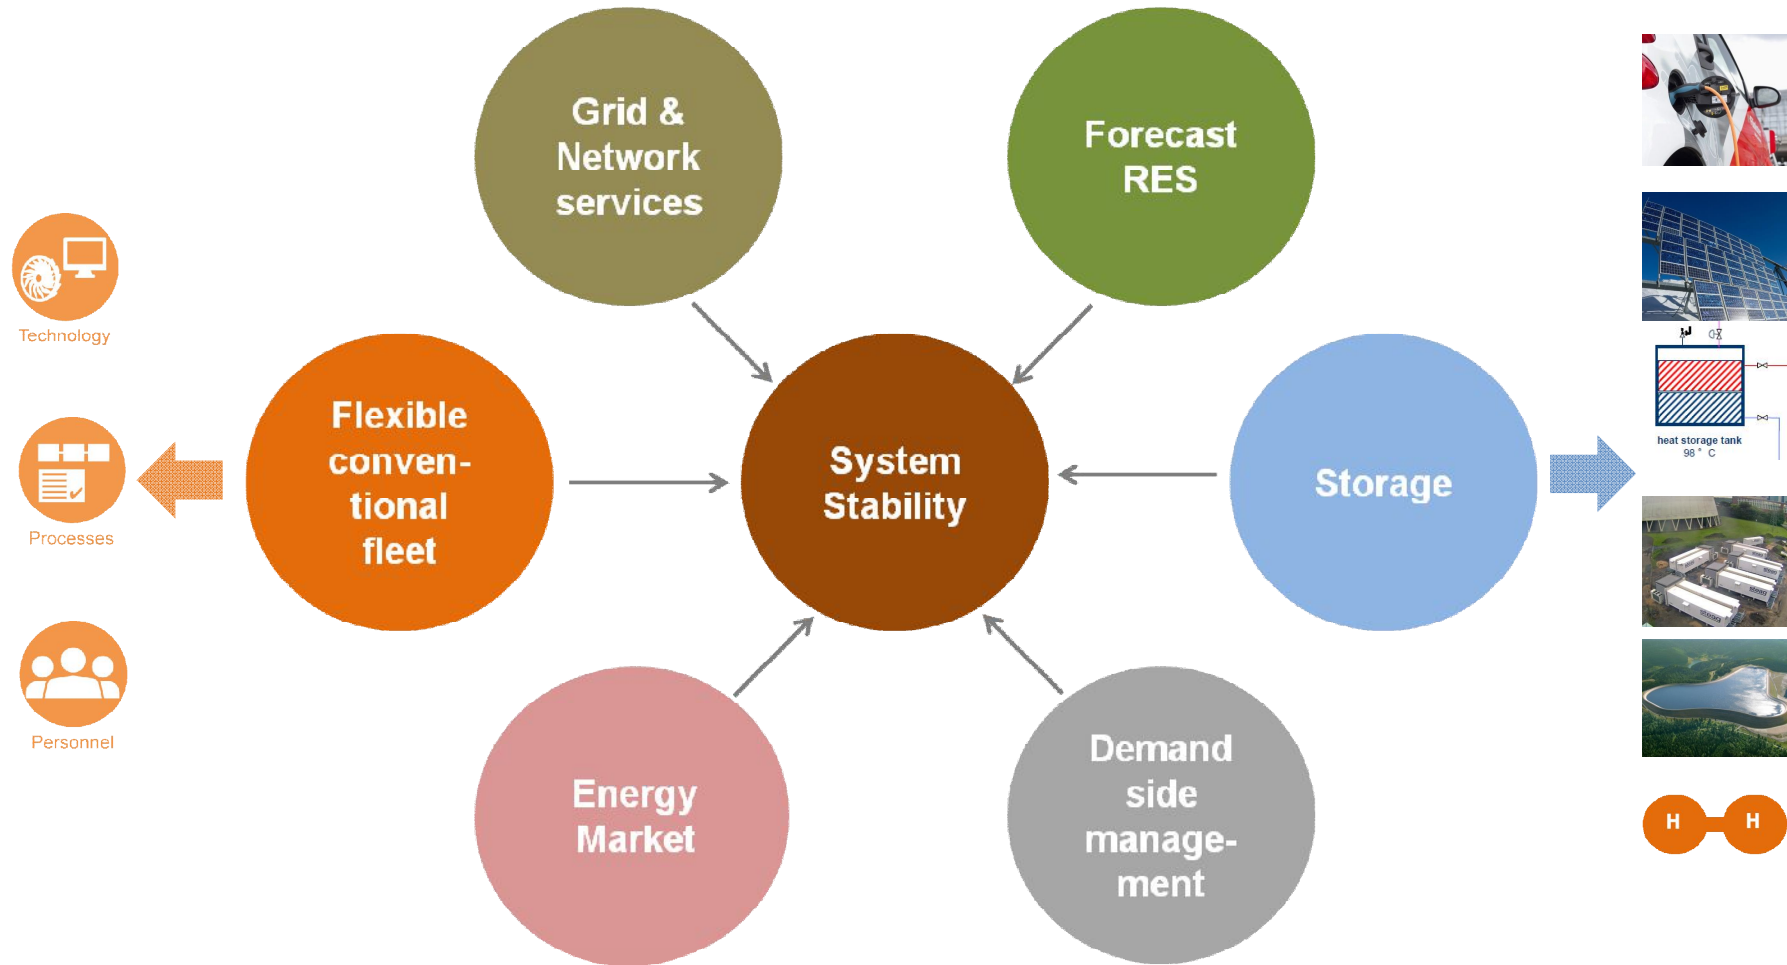 Grid &
Network
services
Forecast
RES
Technology
Flexible
conven-
tional
fleet
System
Stability
Storage
heat storage tank
98 ° C
Processes
Personnel
Energy
Market
Demand
side
manage-
ment
H
H